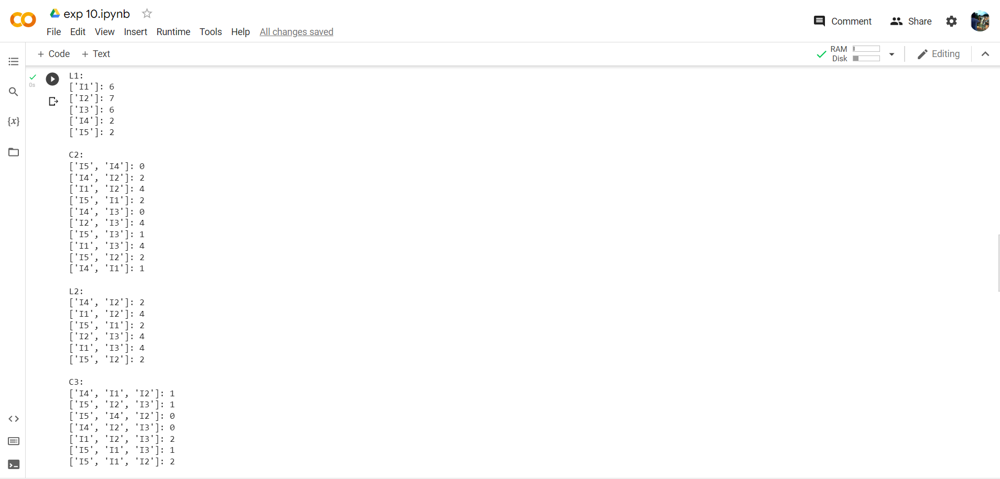 exp 10.ipynb
File Edit View Insert Runtime Tools Help All changes saved
Comment Share
+ Code + Text
RAM
Disk
Editing
0s
{x}
L1:
['I1']: 6
['I2']: 7
['I3']: 6
['I4']: 2
['I5']: 2
C2:
['I5', 'I4']: 0
['I4', 'I2']: 2
['I1', 'I2']: 4
['I5', 'I1']: 2
['I4', 'I3']: 0
['I2', 'I3']: 4
['I5', 'I3']: 1
['I1', 'I3']: 4
['I5', 'I2']: 2
['I4', 'I1']: 1
L2:
['I4', 'I2']: 2
['I1', 'I2']: 4
['I5', 'I1']: 2
['I2', 'I3']: 4
['I1', 'I3']: 4
['I5', 'I2']: 2
C3:
['I4', 'I1', 'I2']: 1
['I5', 'I2', 'I3']: 1
['I5', 'I4', 'I2']: 0
['I4', 'I2', 'I3']: 0
['I1', 'I2', 'I3']: 2
['I5', 'I1', 'I3']: 1
['I5', 'I1', 'I2']: 2